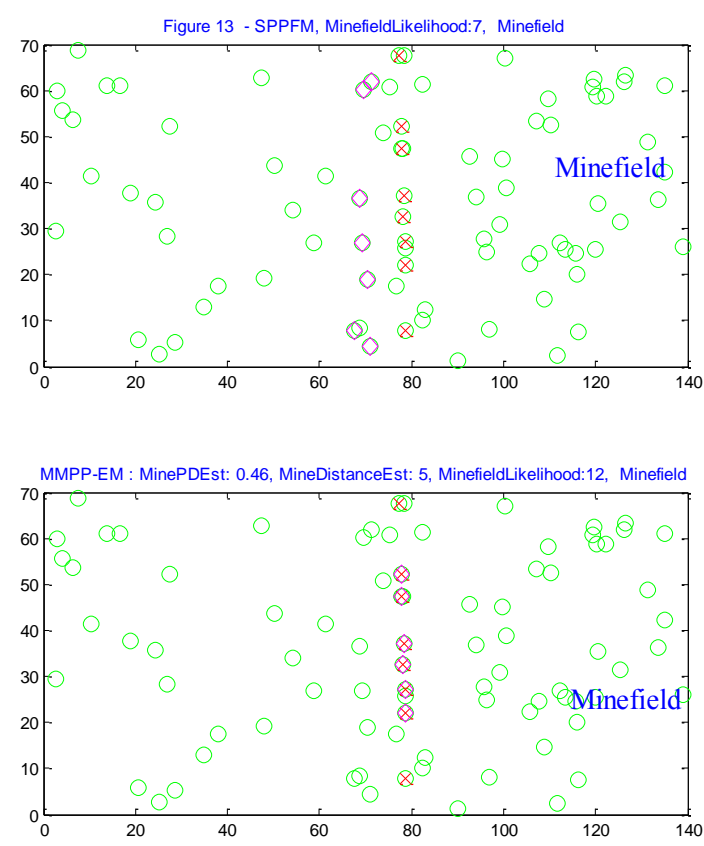 Figure 13 - SPPFM, MinefieldLikelihood:7, Minefield
70
60
50
40
30
20
10
0
Minefield
0 20 40 60 80 100 120 140
MMPP-EM : MinePDEst: 0.46, MineDistanceEst: 5, MinefieldLikelihood:12, Minefield
70
60
50
40
30
20
10
0
Minefield
0 20 40 60 80 100 120 140